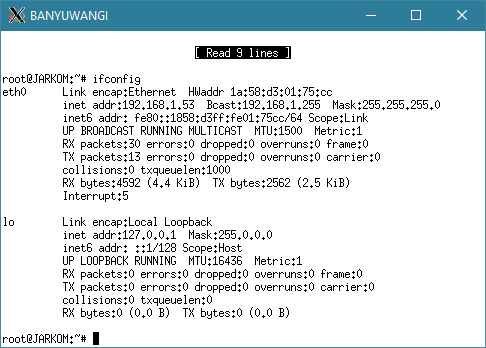 BANYUWANGI
[ Read 9 lines ]
root@JARKOM:~# ifconfig
eth0      Link encap:Ethernet  HWaddr 1a:58:d3:01:75:cc
          inet addr:192.168.1.53  Bcast:192.168.1.255  Mask:255.255.255.0
          inet6 addr: fe80::1858:d3ff:fe01:75cc/64 Scope:Link
          UP BROADCAST RUNNING MULTICAST  MTU:1500  Metric:1
          RX packets:30 errors:0 dropped:0 overruns:0 frame:0
          TX packets:13 errors:0 dropped:0 overruns:0 carrier:0
          collisions:0 txqueuelen:1000
          RX bytes:4592 (4.4 KiB)  TX bytes:2562 (2.5 KiB)
          Interrupt:5
lo        Link encap:Local Loopback
          inet addr:127.0.0.1  Mask:255.0.0.0
          inet6 addr: ::1/128 Scope:Host
          UP LOOPBACK RUNNING  MTU:16436  Metric:1
          RX packets:0 errors:0 dropped:0 overruns:0 frame:0
          TX packets:0 errors:0 dropped:0 overruns:0 carrier:0
          collisions:0 txqueuelen:0
          RX bytes:0 (0.0 B)  TX bytes:0 (0.0 B)
root@JARKOM:~#